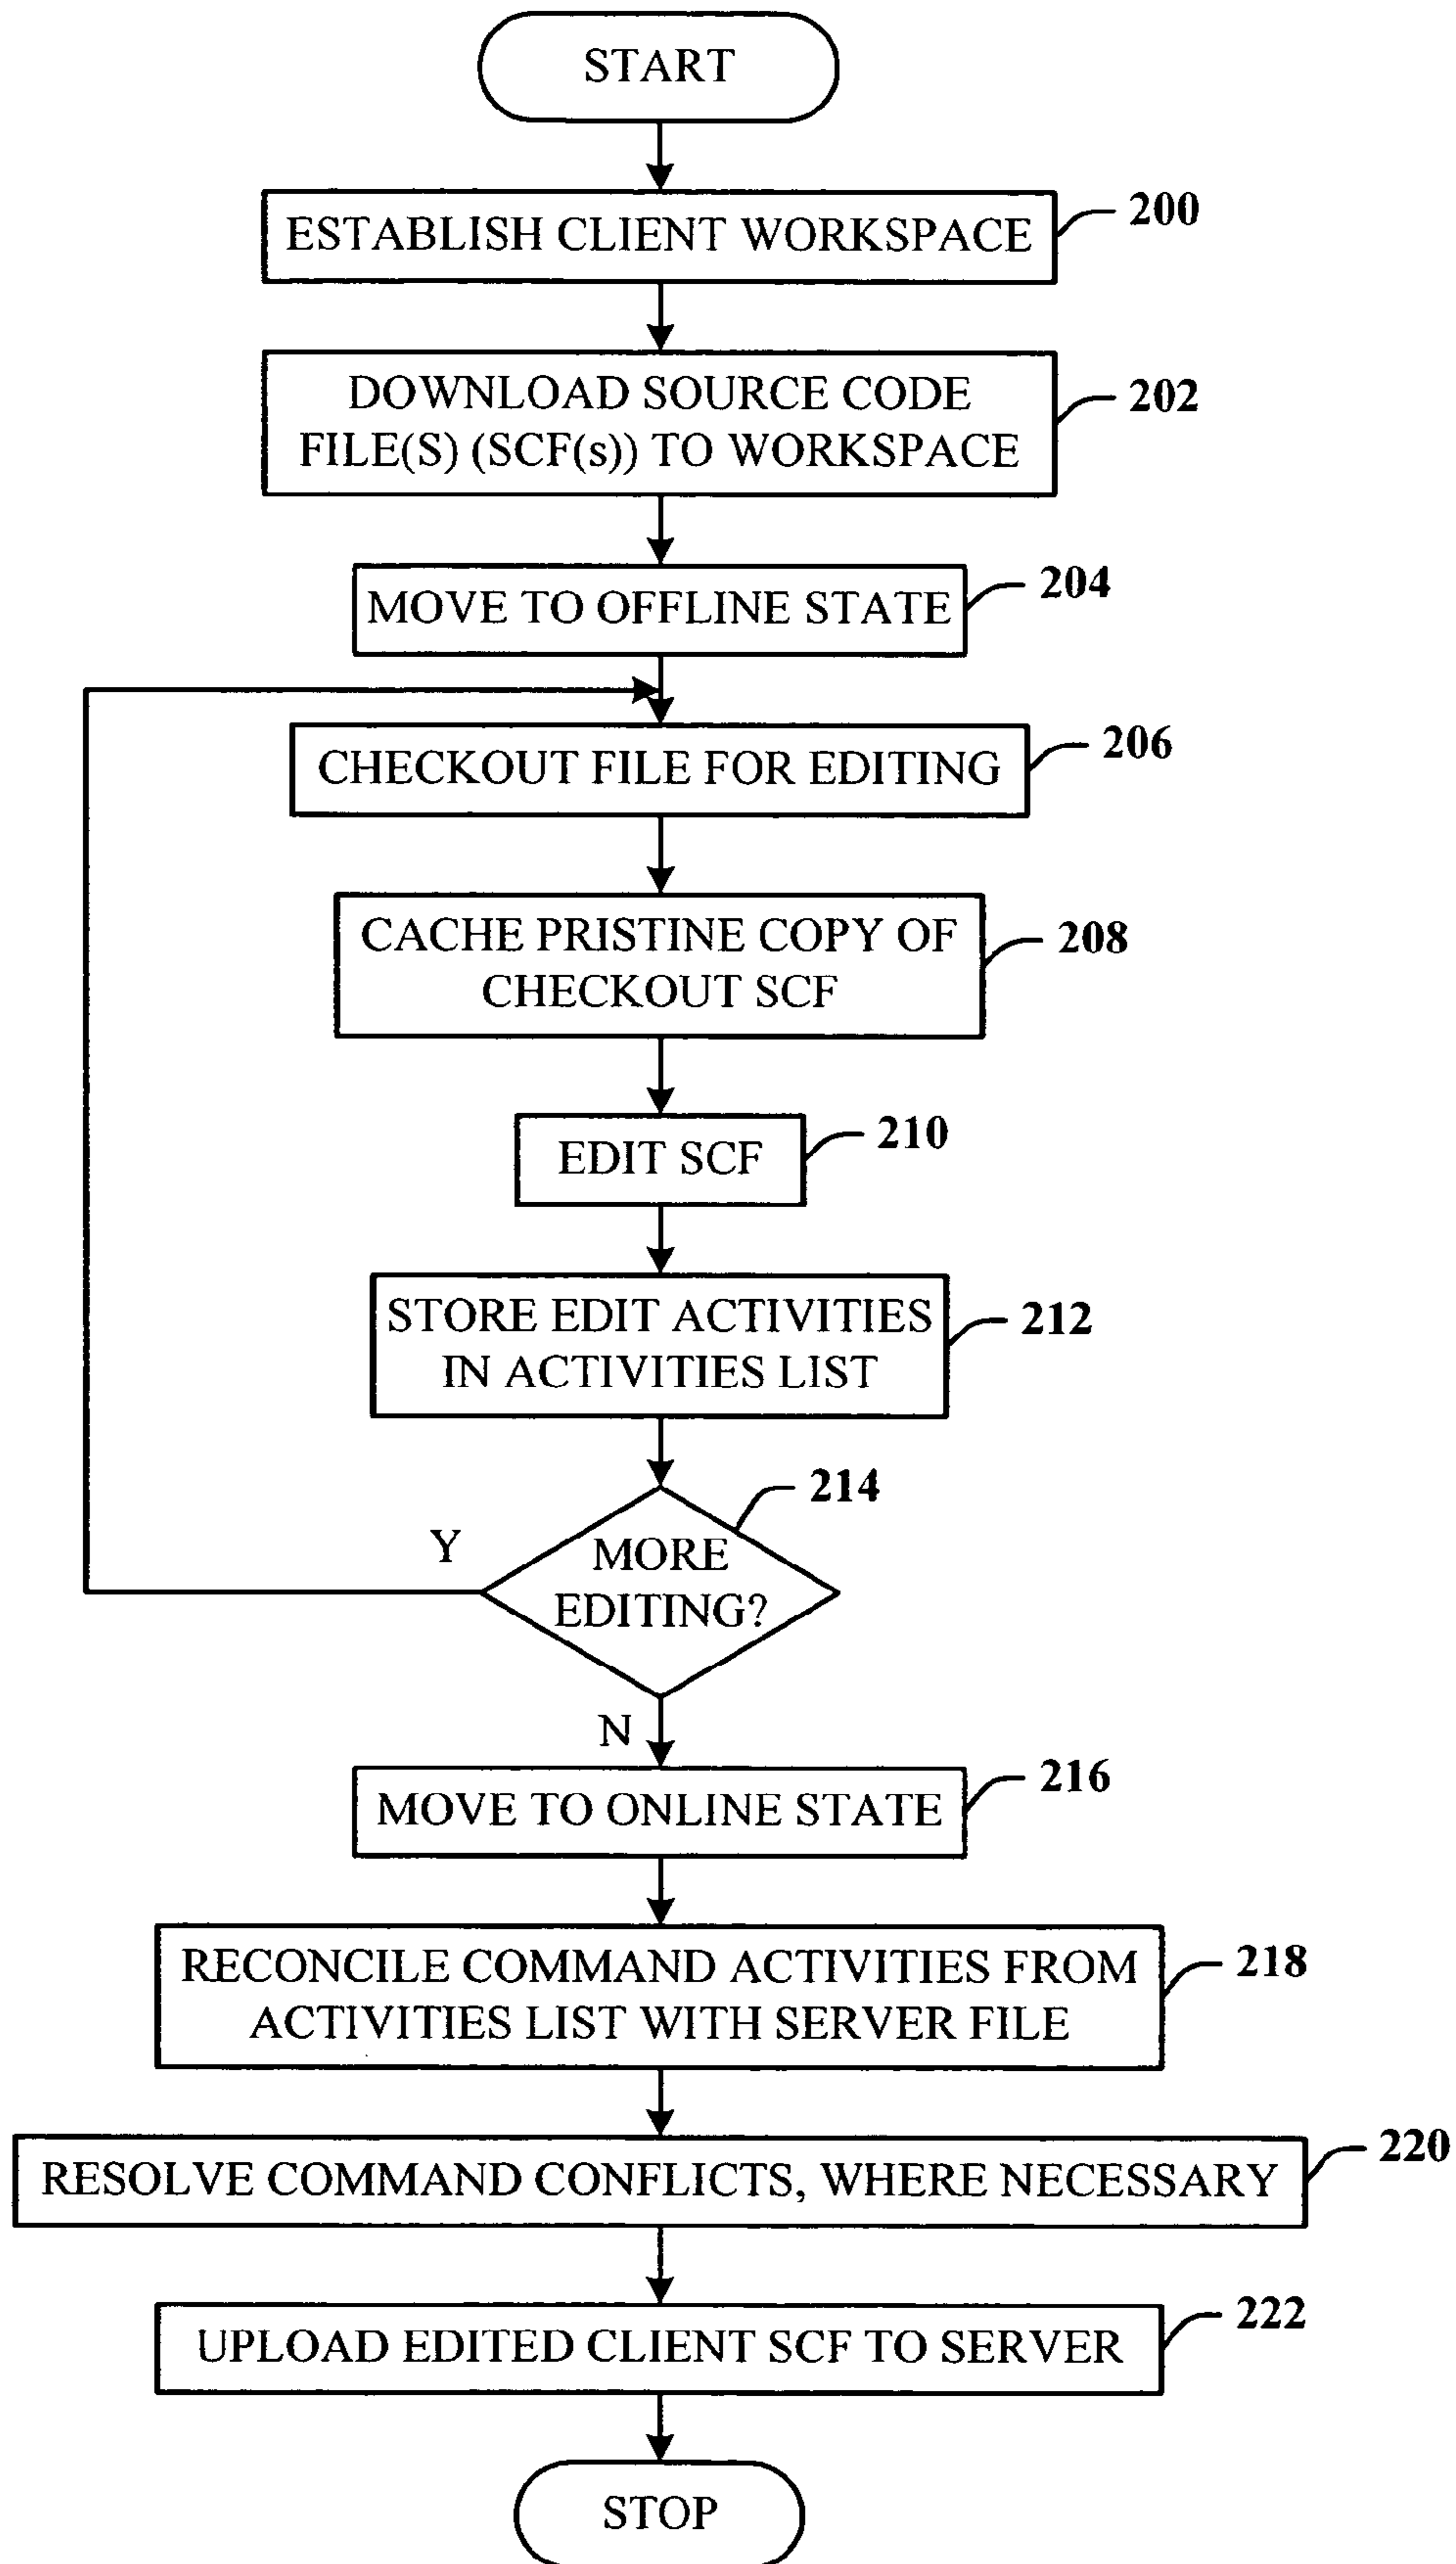 START
ESTABLISH CLIENT WORKSPACE
200
DOWNLOAD SOURCE CODE
FILE(S) (SCF(s)) TO WORKSPACE
202
MOVE TO OFFLINE STATE
204
CHECKOUT FILE FOR EDITING
206
CACHE PRISTINE COPY OF
CHECKOUT SCF
208
EDIT SCF
210
STORE EDIT ACTIVITIES
IN ACTIVITIES LIST
212
214
MORE
EDITING?
Y
N
MOVE TO ONLINE STATE
216
RECONCILE COMMAND ACTIVITIES FROM
ACTIVITIES LIST WITH SERVER FILE
218
RESOLVE COMMAND CONFLICTS, WHERE NECESSARY
220
UPLOAD EDITED CLIENT SCF TO SERVER
222
STOP